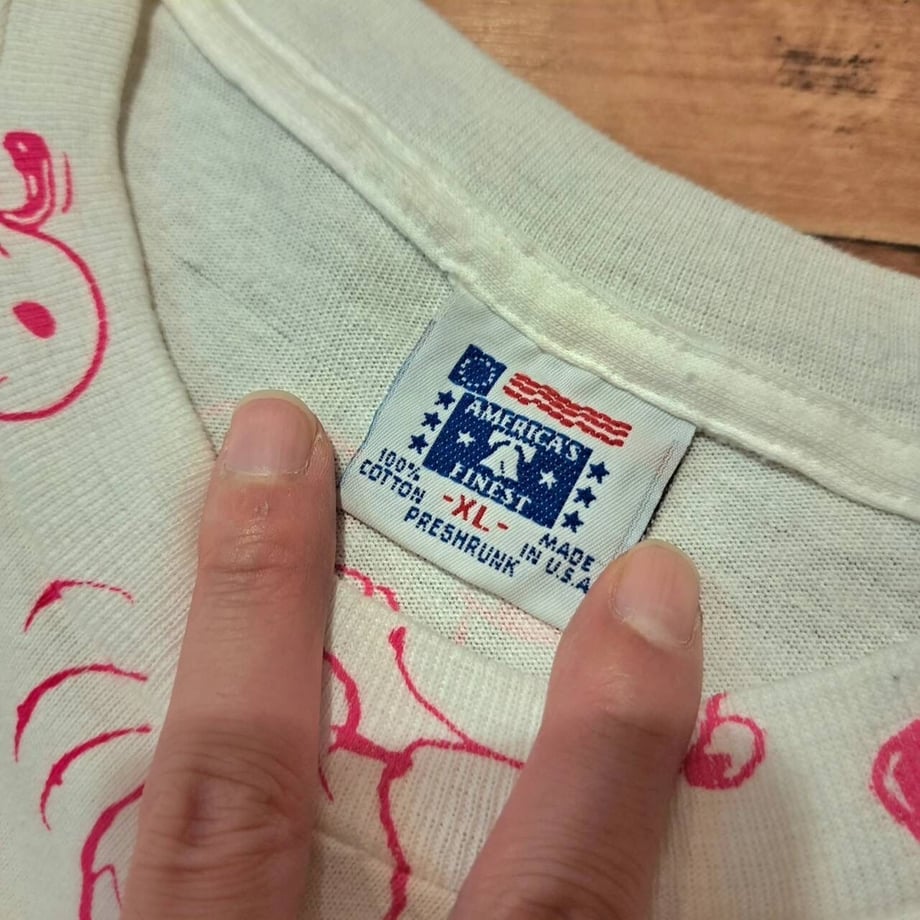 AMERICA'S
FINEST
100%
COTTON
-XL-
PRESHRUNK
MADE
IN U.S.A